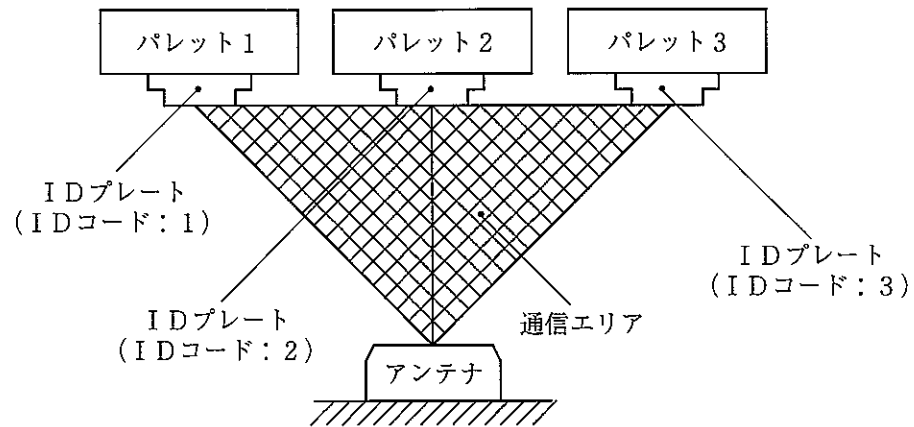 パレット1
パレット2
パレット3
IDプレート
(IDコード:1)
IDプレート
(IDコード:2)
通信エリア
IDプレート
(IDコード:3)
アンテナ